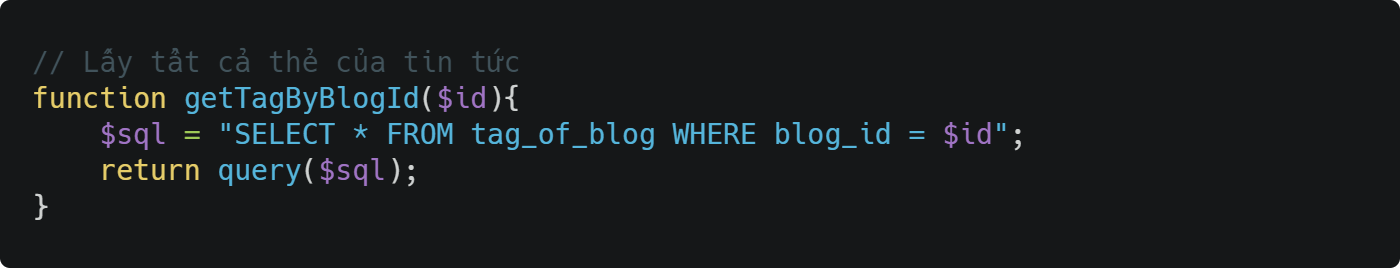 // Lấy tất cả thẻ của tin tức
function getTagByBlogId($id){
    $sql = "SELECT * FROM tag_of_blog WHERE blog_id = $id";
    return query($sql);
}